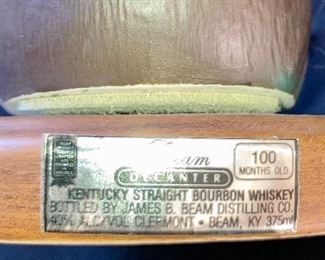 Beam
DECANTER
100
MONTHS OLD
KENTUCKY STRAIGHT BOURBON WHISKEY
BOTTLED BY JAMES B. BEAM DISTILLING CO.
40% ALC/VOL CLERMONT • BEAM, KY 375ml